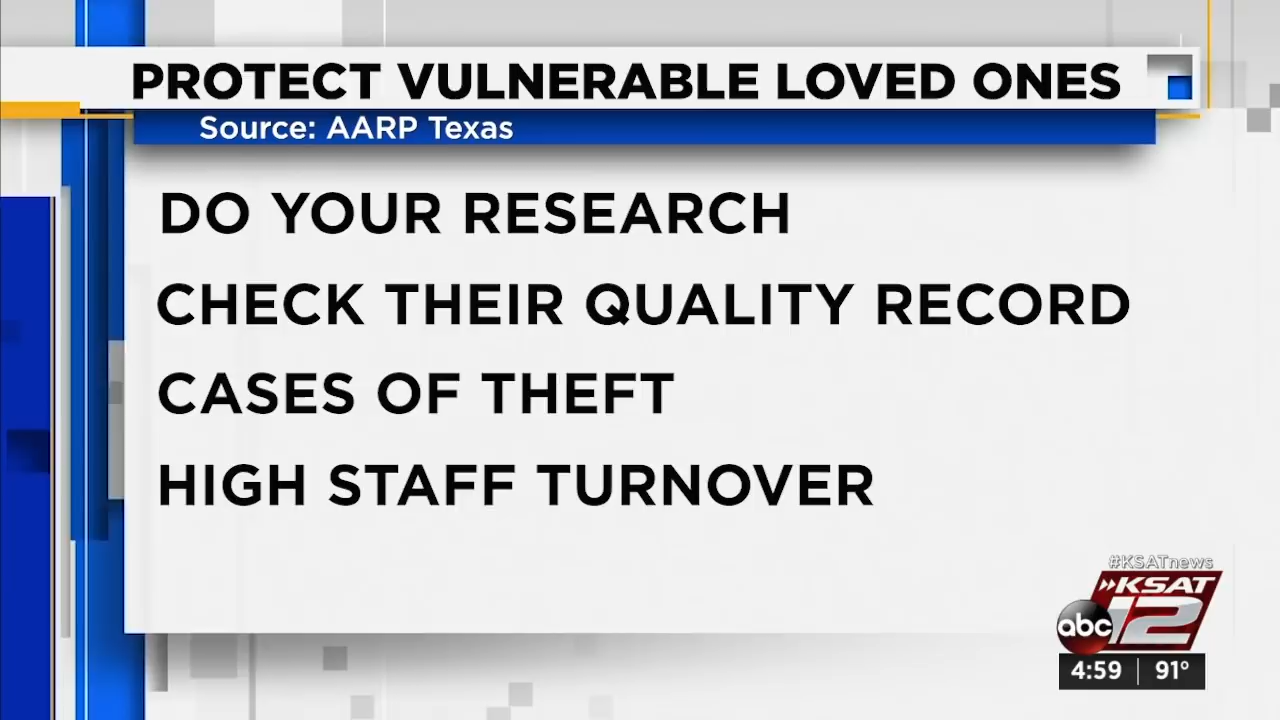 PROTECT VULNERABLE LOVED ONES
Source: AARP Texas
DO YOUR RESEARCH
CHECK THEIR QUALITY RECORD
CASES OF THEFT
HIGH STAFF TURNOVER
#KSATnews
KSAT
abc 12
4:59 91°